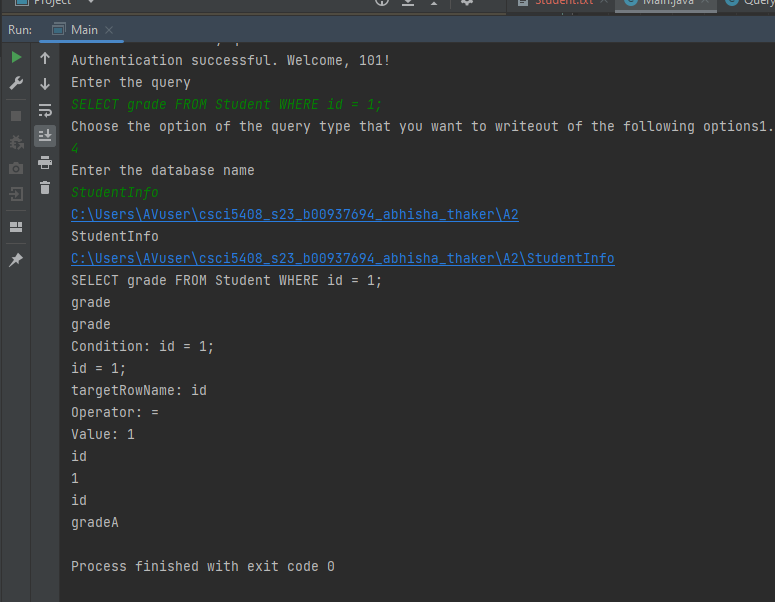 Project Student.txt Main.java Query
Run: Main
Authentication successful. Welcome, 101!
Enter the query
SELECT grade FROM Student WHERE id = 1;
Choose the option of the query type that you want to writeout of the following options1.
4
Enter the database name
StudentInfo
C:\Users\AVuser\csci5408_s23_b00937694_abhisha_thaker\A2
StudentInfo
C:\Users\AVuser\csci5408_s23_b00937694_abhisha_thaker\A2\StudentInfo
SELECT grade FROM Student WHERE id = 1;
grade
grade
Condition: id = 1;
id = 1;
targetRowName: id
Operator: =
Value: 1
id
1
id
gradeA
Process finished with exit code 0